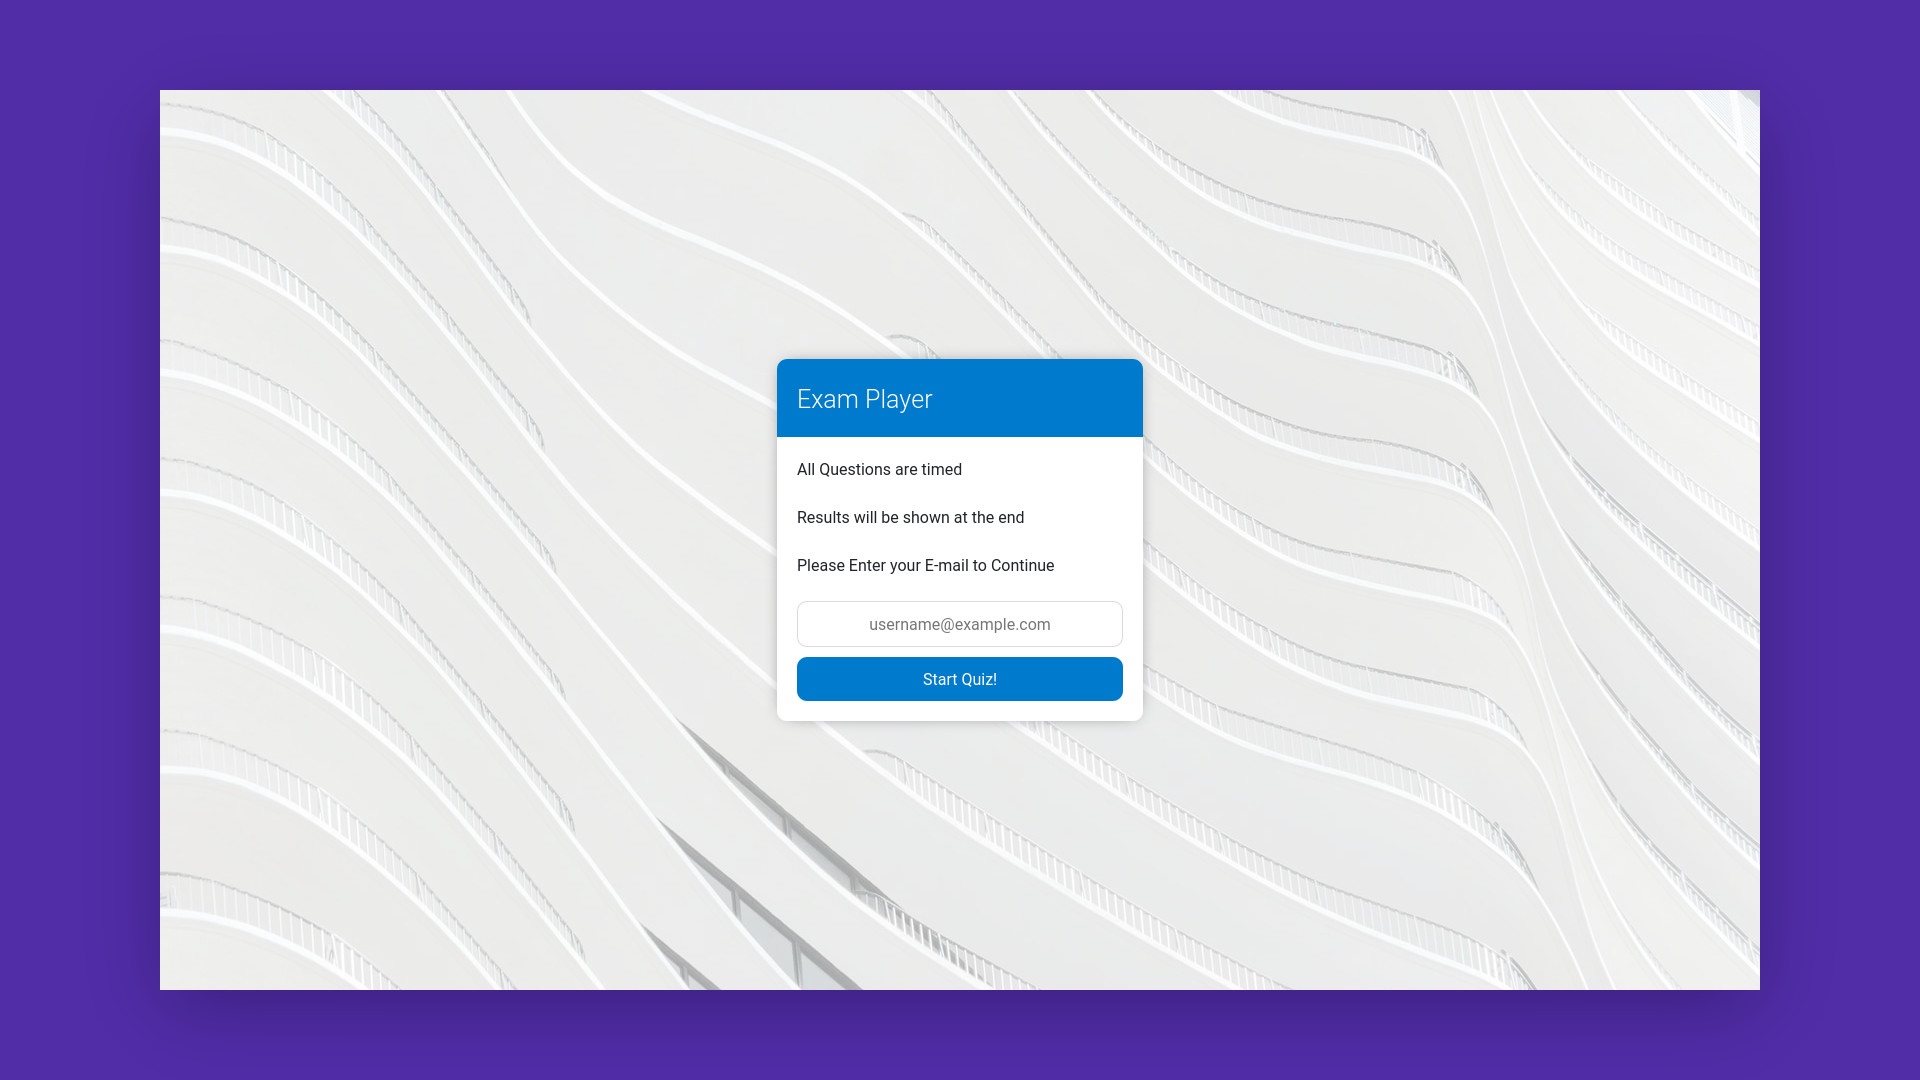 Exam Player
All Questions are timed
Results will be shown at the end
Please Enter your E-mail to Continue
username@example.com
Start Quiz!